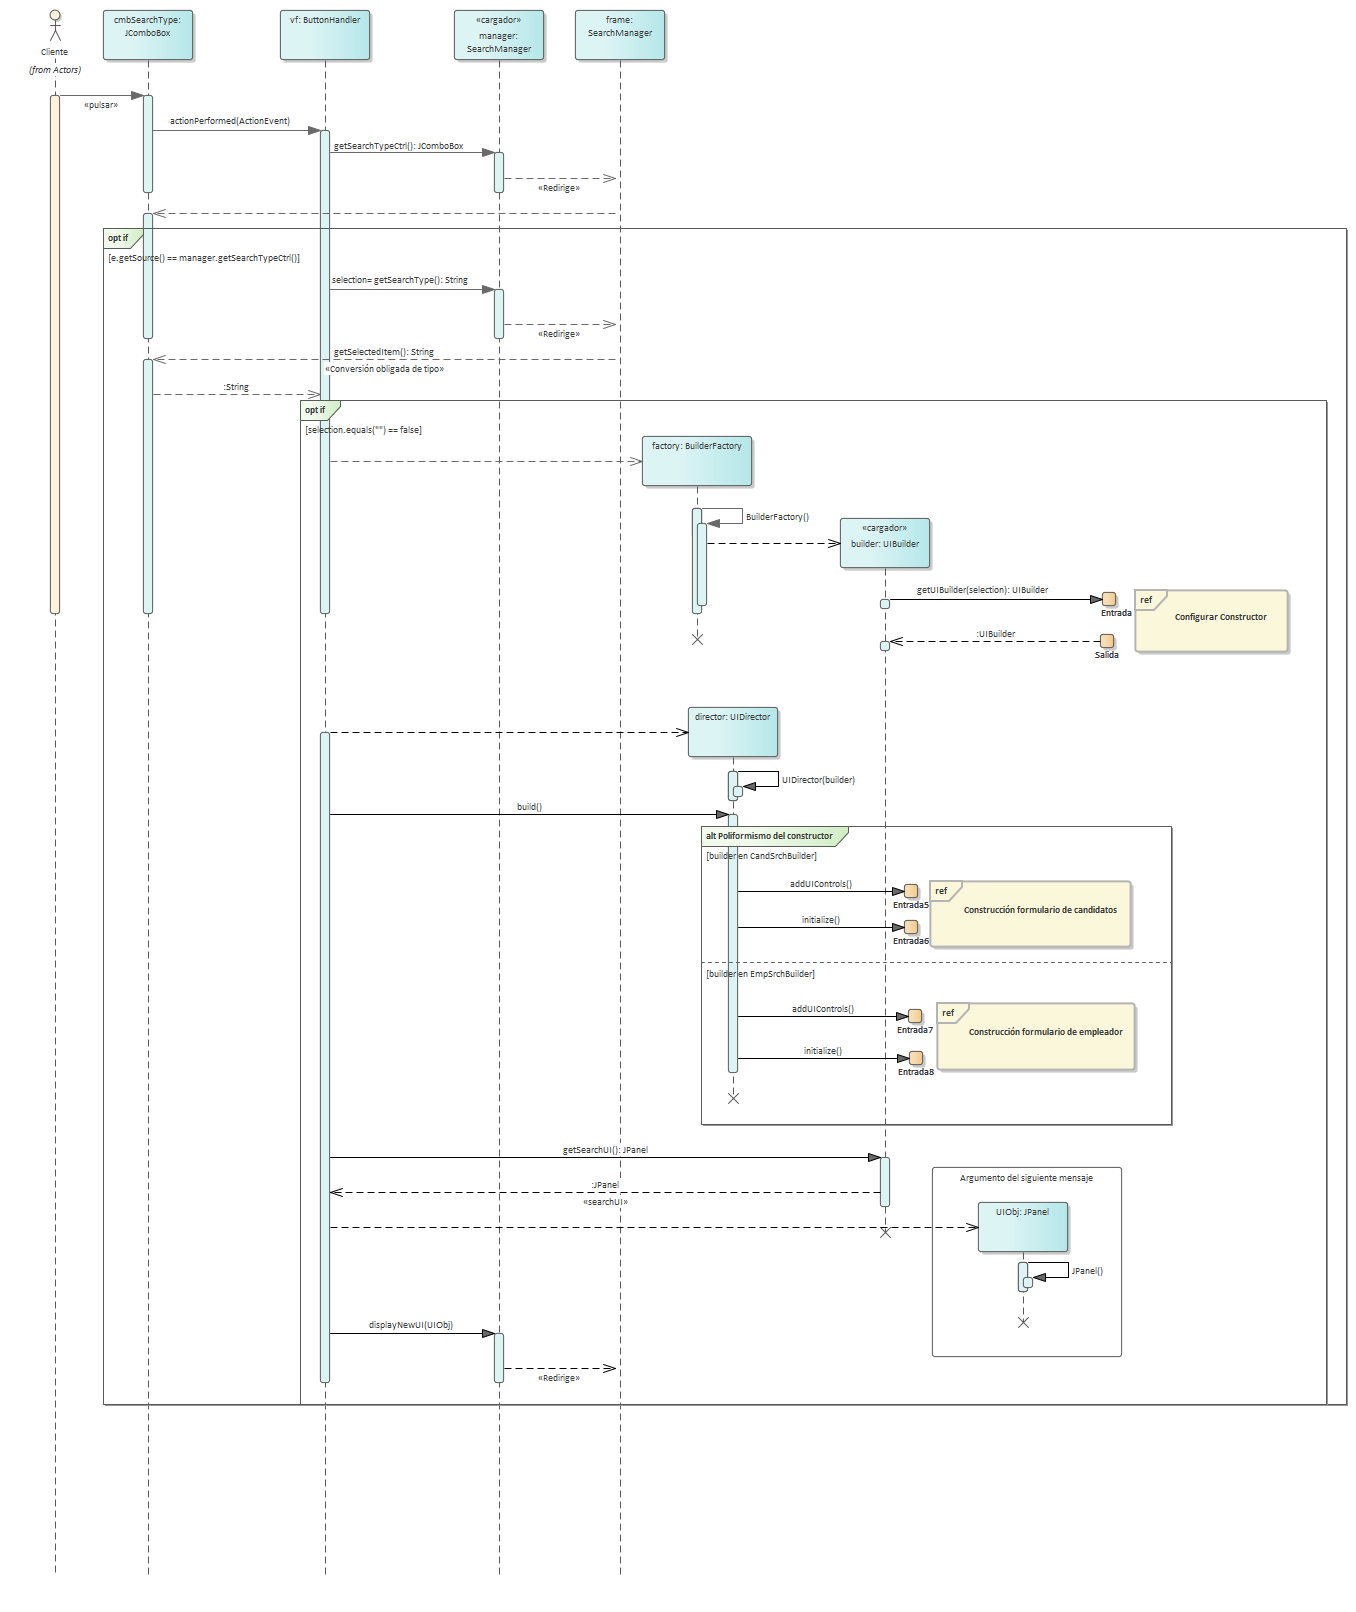 cmbSearchType:
JComboBox
vf: ButtonHandler
«cargador»
manager:
SearchManager
frame:
SearchManager
Cliente
(from Actors)
«pulsar»
actionPerformed(ActionEvent)
getSearchTypeCtrl(): JComboBox
«Redirige»
opt if
[e.getSource() == manager.getSearchTypeCtrl()]
selection= getSearchType(): String
«Redirige»
getSelectedItem(): String
«Conversión obligada de tipo»
:String
opt if
[selection.equals("") == false]
factory: BuilderFactory
BuilderFactory()
«cargador»
builder: UIBuilder
getUIBuilder(selection): UIBuilder
Entrada
ref
Configurar Constructor
:UIBuilder
Salida
director: UIDirector
UIDirector(builder)
build()
alt Poliformismo del constructor
[builder en CandSrchBuilder]
addUIControls()
Entrada5
ref
Construcción formulario de candidatos
initialize()
Entrada6
[builder en EmpSrchBuilder]
addUIControls()
Entrada7
ref
Construcción formulario de empleador
initialize()
Entrada8
getSearchUI(): JPanel
:JPanel
«searchUI»
Argumento del siguiente mensaje
UIObj: JPanel
JPanel()
displayNewUI(UIObj)
«Redirige»